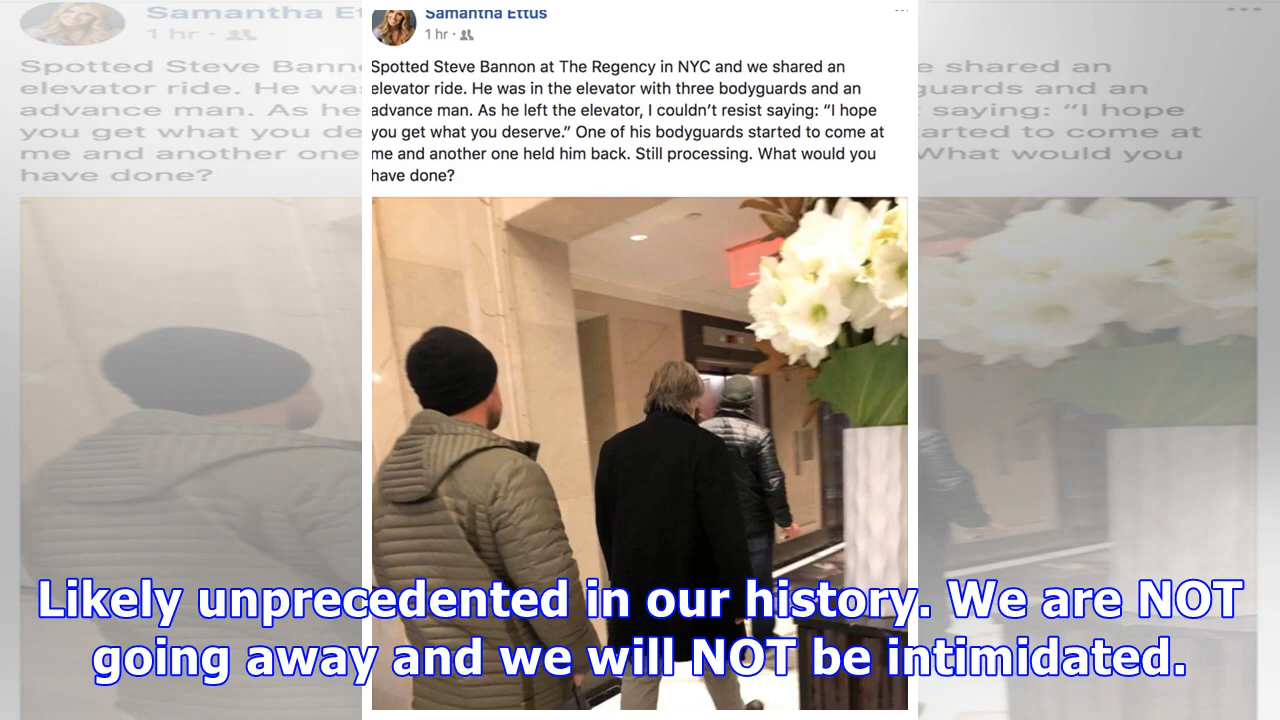 Samantha Ettus
1 hr ·
Spotted Steve Bannon at The Regency in NYC and we shared an
elevator ride. He was in the elevator with three bodyguards and an
advance man. As he left the elevator, I couldn't resist saying: “I hope
you get what you deserve.” One of his bodyguards started to come at
me and another one held him back. Still processing. What would you
have done?
Likely unprecedented in our history. We are NOT
going away and we will NOT be intimidated.